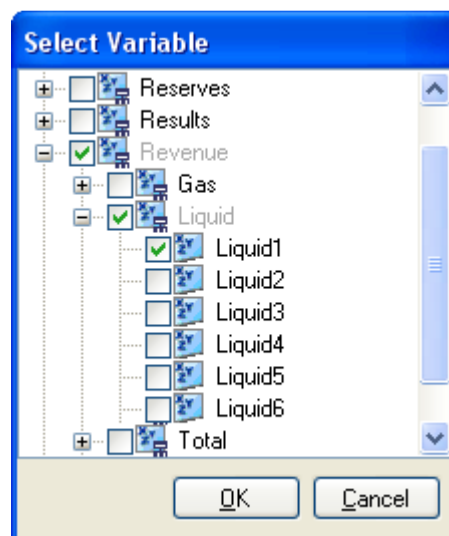 Select Variable
Reserves
Results
Revenue
Gas
Liquid
Liquid1
Liquid2
Liquid3
Liquid4
Liquid5
Liquid6
Total
OK Cancel